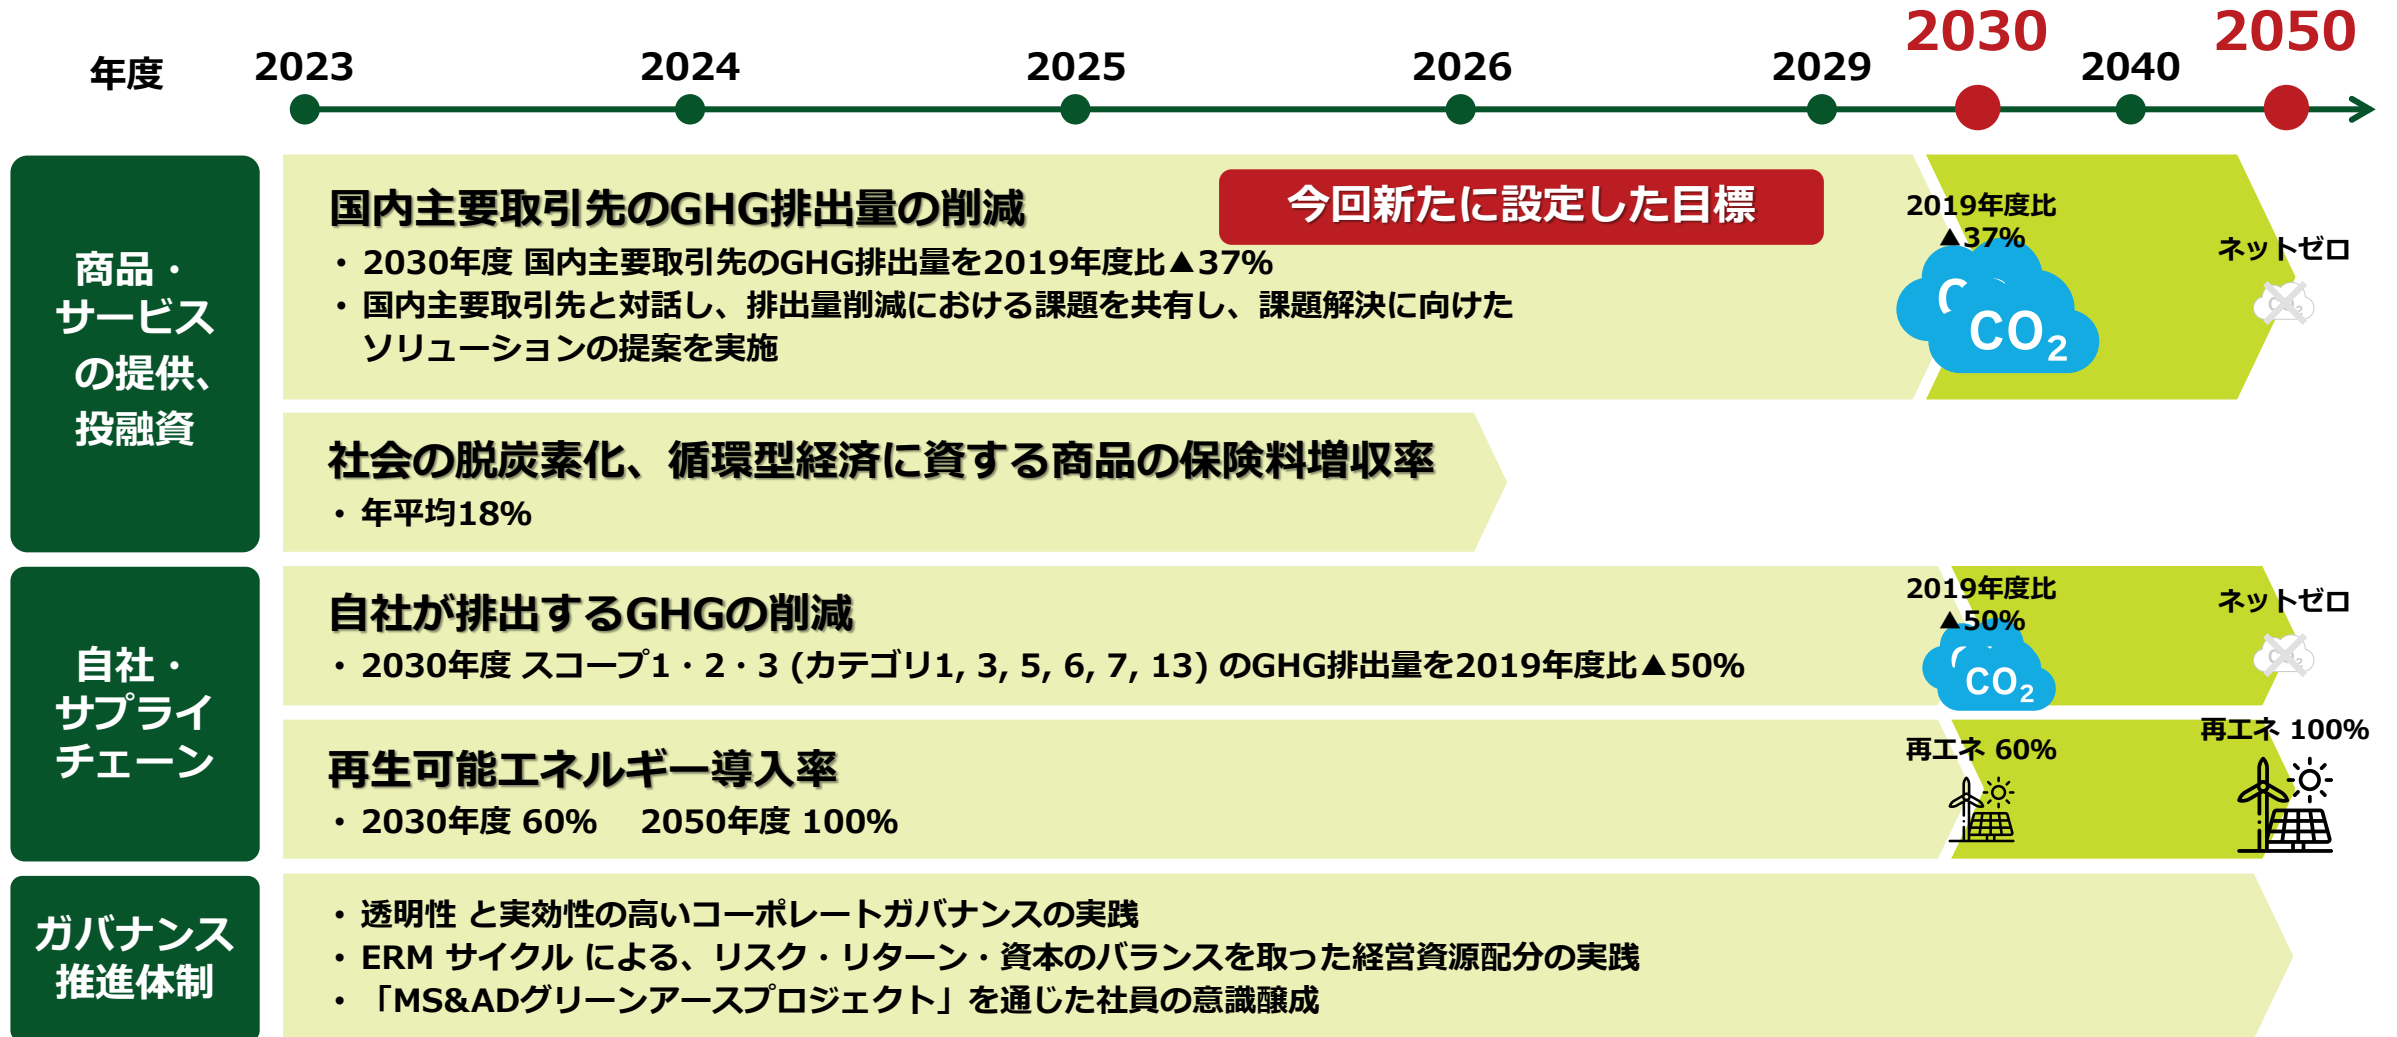 年度
2023
2024
2025
2026
2029
2030
2040
2050
商品・
サービス
の提供、
投融資
国内主要取引先のGHG排出量の削減
今回新たに設定した目標
・2030年度 国内主要取引先のGHG排出量を2019年度比▲37%
・国内主要取引先と対話し、排出量削減における課題を共有し、課題解決に向けた
ソリューションの提案を実施
2019年度比
▲37%
CO2
ネットゼロ
社会の脱炭素化、循環型経済に資する商品の保険料増収率
・年平均18%
自社・
サプライ
チェーン
自社が排出するGHGの削減
・2030年度 スコープ1・2・3 (カテゴリ1, 3, 5, 6, 7, 13) のGHG排出量を2019年度比▲50%
2019年度比
▲50%
CO2
ネットゼロ
再生可能エネルギー導入率
・2030年度 60%　2050年度 100%
再エネ 60%
再エネ 100%
ガバナンス
推進体制
・透明性 と実効性の高いコーポレートガバナンスの実践
・ERM サイクル による、リスク・リターン・資本のバランスを取った経営資源配分の実践
・「MS&ADグリーンアースプロジェクト」を通じた社員の意識醸成